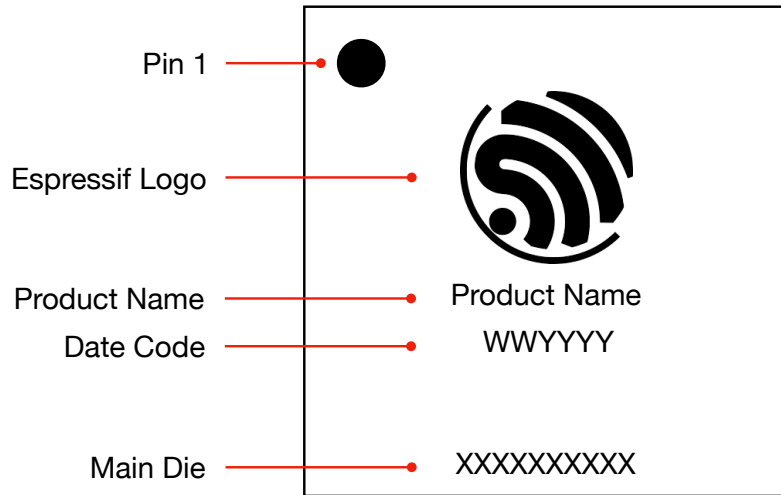 Pin 1
Espressif Logo
Product Name Product Name
Date Code WWYYYY
Main Die XXXXXXXXXX